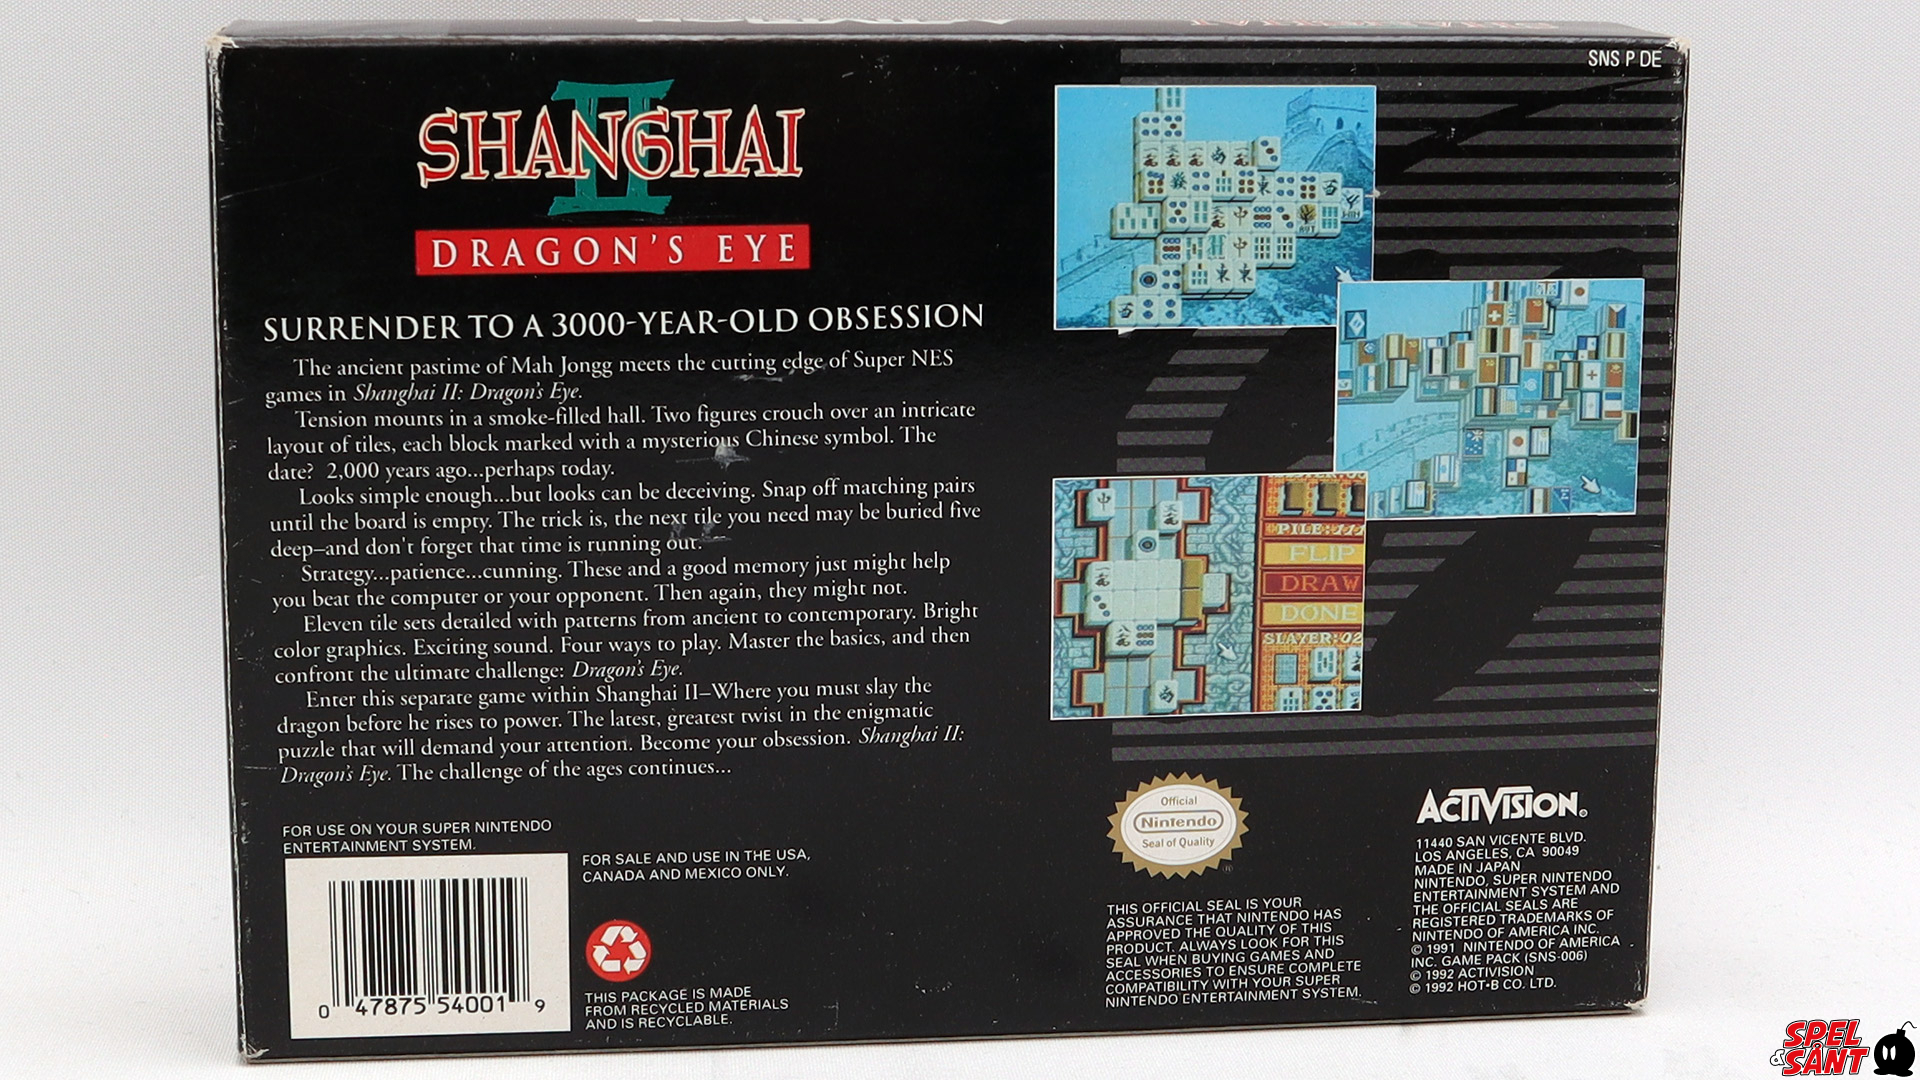 SNS P DE
II
SHANGHAI
DRAGON'S EYE
SURRENDER TO A 3000-YEAR-OLD OBSESSION
The ancient pastime of Mah Jongg meets the cutting edge of Super NES
games in Shanghai II: Dragon's Eye.
Tension mounts in a smoke-filled hall. Two figures crouch over an intricate
layout of tiles, each block marked with a mysterious Chinese symbol. The
date? 2,000 years ago...perhaps today.
Looks simple enough...but looks can be deceiving. Snap off matching pairs
until the board is empty. The trick is, the next tile you need may be buried five
deep–and don't forget that time is running out.
Strategy...patience...cunning. These and a good memory just might help
you beat the computer or your opponent. Then again, they might not.
Eleven tile sets detailed with patterns from ancient to contemporary. Bright
color graphics. Exciting sound. Four ways to play. Master the basics, and then
confront the ultimate challenge: Dragon's Eye.
Enter this separate game within Shanghai II–Where you must slay the
dragon before he rises to power. The latest, greatest twist in the enigmatic
puzzle that will demand your attention. Become your obsession. Shanghai II:
Dragon's Eye. The challenge of the ages continues...
PILE:
FLIP
DRAW
DONE
SLAYER:02
FOR USE ON YOUR SUPER NINTENDO
ENTERTAINMENT SYSTEM.
0 47875 54001 9
FOR SALE AND USE IN THE USA,
CANADA AND MEXICO ONLY.
THIS PACKAGE IS MADE
FROM RECYCLED MATERIALS
AND IS RECYCLABLE.
Official
Nintendo
Seal of Quality
®
THIS OFFICIAL SEAL IS YOUR
ASSURANCE THAT NINTENDO HAS
APPROVED THE QUALITY OF THIS
PRODUCT. ALWAYS LOOK FOR THIS
SEAL WHEN BUYING GAMES AND
ACCESSORIES TO ENSURE COMPLETE
COMPATIBILITY WITH YOUR SUPER
NINTENDO ENTERTAINMENT SYSTEM.
ACTIVISION®
11440 SAN VICENTE BLVD.
LOS ANGELES, CA 90049
MADE IN JAPAN
NINTENDO, SUPER NINTENDO
ENTERTAINMENT SYSTEM AND
THE OFFICIAL SEALS ARE
REGISTERED TRADEMARKS OF
NINTENDO OF AMERICA INC.
© 1991 NINTENDO OF AMERICA
INC. GAME PACK (SNS-006)
© 1992 ACTIVISION
© 1992 HOT•B CO. LTD.
SPEL
&SÅNT